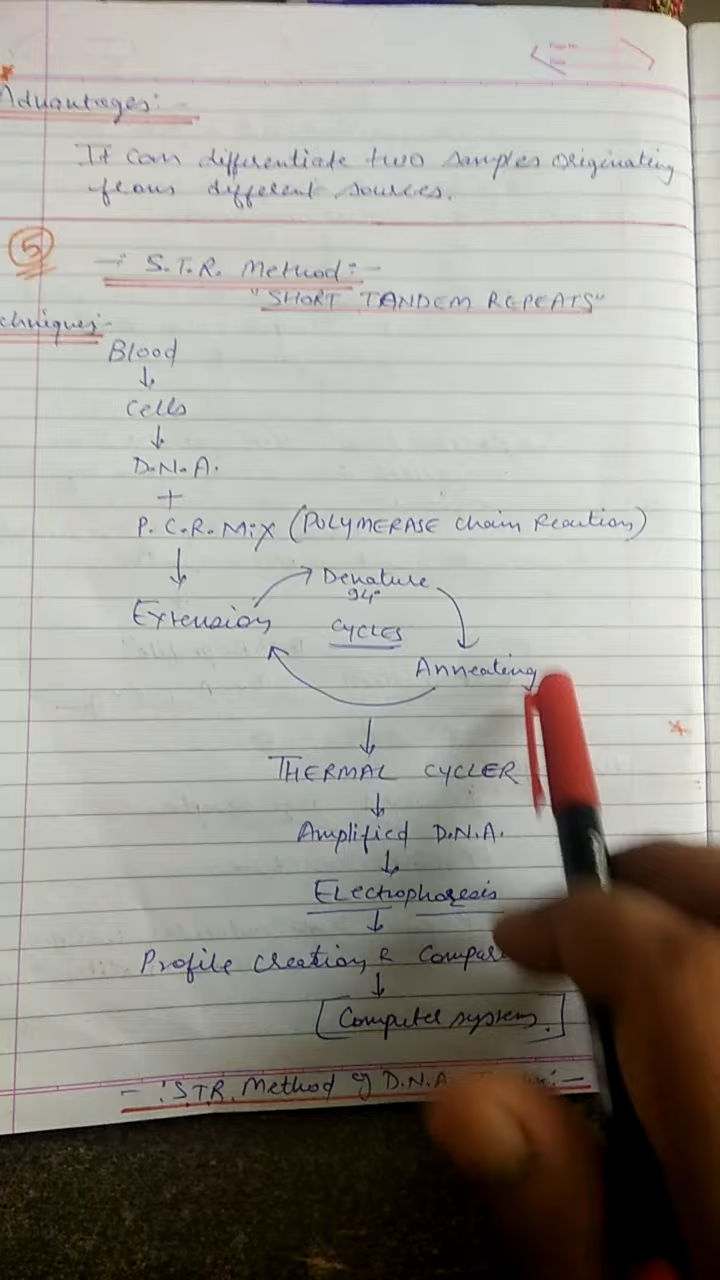 Advantages:-
It can differentiate two samples originating
from different sources.
5
-: S.T.R. Method:-
"SHORT TANDEM REPEATS"
chniques:-
Blood
↓
Cells
↓
D.N.A.
+
P.C.R. Mix (POLYMERASE Chain Reaction)
↓
Denature
94°
Extension
CYCLES
Annealing
↓
THERMAL CYCLER
↓
Amplified D.N.A.
↓
Electrophoresis
↓
Profile Creation & Compar
↓
[Computer system.]
-: STR. Method of D.N.A. :-